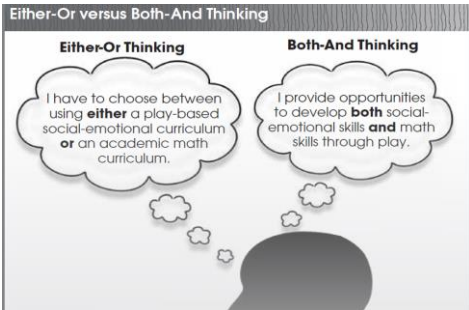 Either-Or versus Both-And Thinking
Either-Or Thinking
I have to choose between
using either a play-based
social-emotional curriculum
or an academic math
curriculum.
Both-And Thinking
I provide opportunities
to develop both social-
emotional skills and math
skills through play.